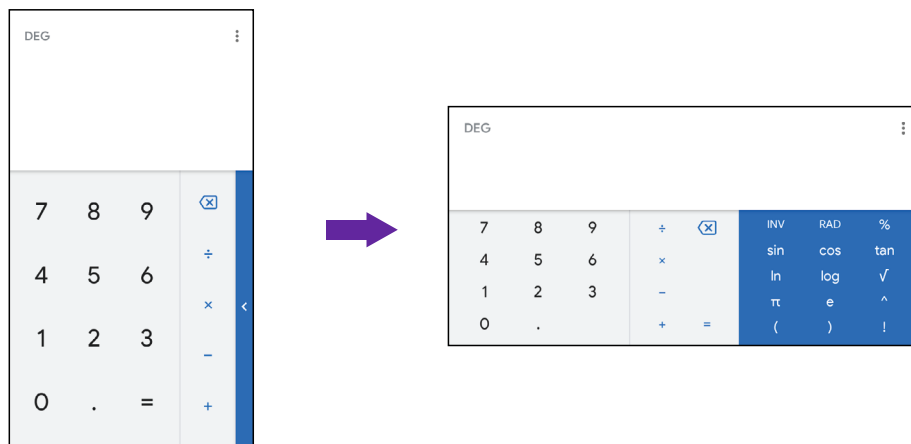 DEG
7 8 9
÷
4 5 6
×
1 2 3
−
0 . =
+
DEG
7 8 9 ÷ INV RAD %
4 5 6 × sin cos tan
1 2 3 − ln log √
π e ^
0 . + = ( ) !